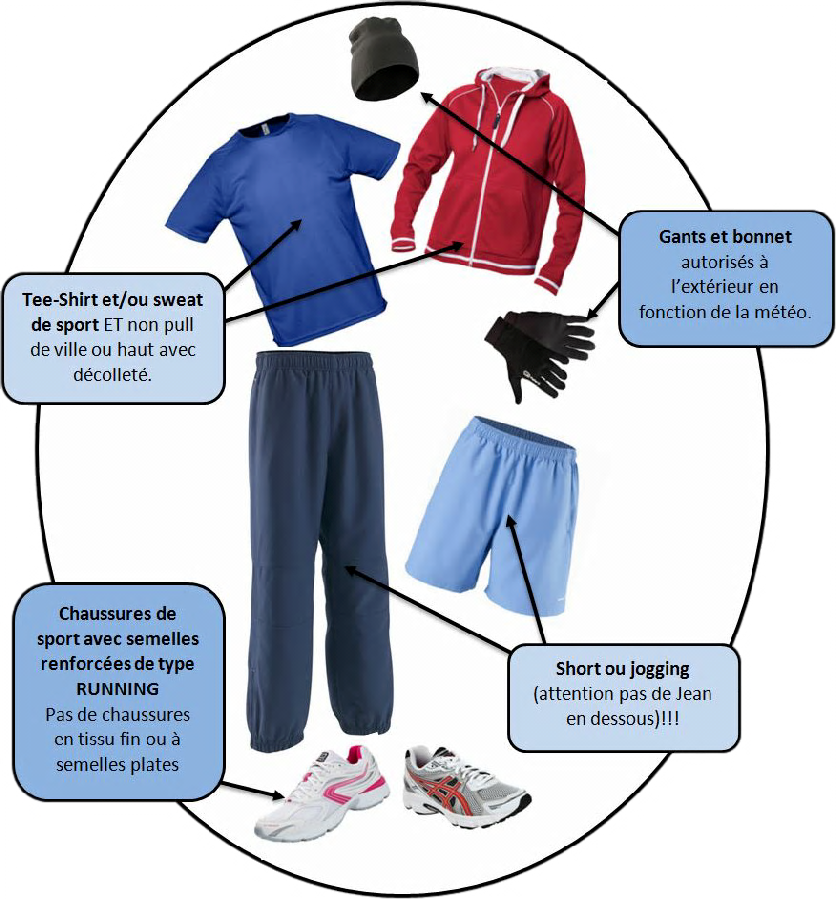 Gants et bonnet
autorisés à
l'extérieur en
fonction de la météo.
Tee-Shirt et/ou sweat
de sport ET non pull
de ville ou haut avec
décolleté.
Chaussures de
sport avec semelles
renforcées de type
RUNNING
Pas de chaussures
en tissu fin ou à
semelles plates
Short ou jogging
(attention pas de Jean
en dessous)!!!